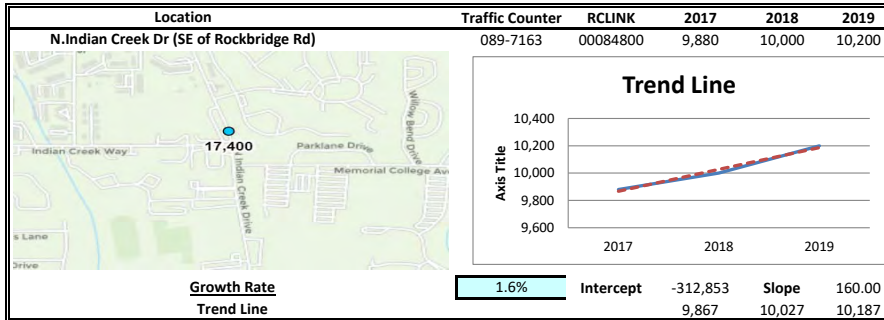 Location Traffic Counter RCLINK 2017 2018 2019
N.Indian Creek Dr (SE of Rockbridge Rd) 089-7163 00084800 9,880 10,000 10,200
17,400
Indian Creek Way
Parklane Drive
Memorial College Av
Willow Bend Drive
N Indian Creek Drive
s Lane
Drive
Trend Line
Axis Title
10,400
10,200
10,000
9,800
9,600
2017 2018 2019
Growth Rate 1.6% Intercept -312,853 Slope 160.00
Trend Line 9,867 10,027 10,187